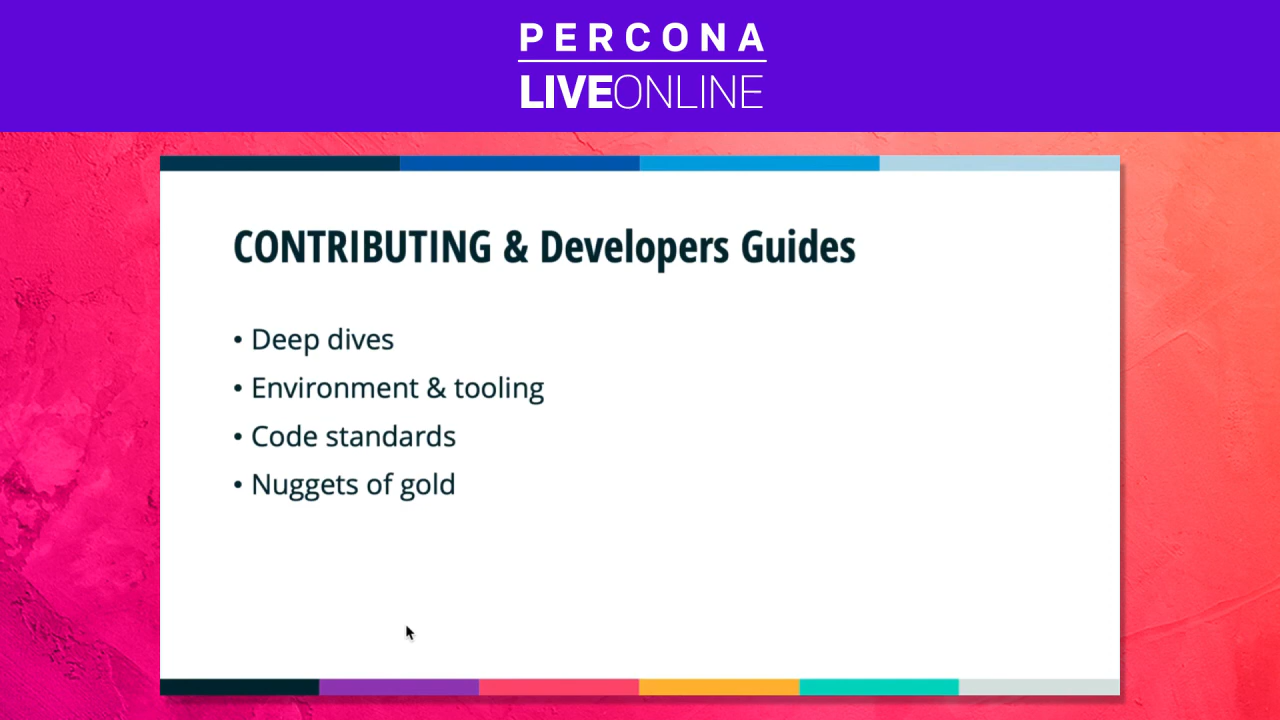 PERCONA
LIVEONLINE
CONTRIBUTING & Developers Guides
• Deep dives
• Environment & tooling
• Code standards
• Nuggets of gold